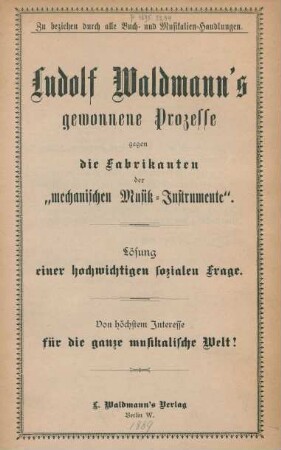 Zu beziehen durch alle Buch- und Musikalien-Handlungen.
Ludolf Waldmann's
gewonnene Prozesse
gegen
die Fabrikanten
der
„mechanischen Musik-Instrumente“.
Lösung
einer hochwichtigen sozialen Frage.
Von höchstem Interesse
für die ganze musikalische Welt!
L. Waldmann's Verlag
Berlin W.
1889